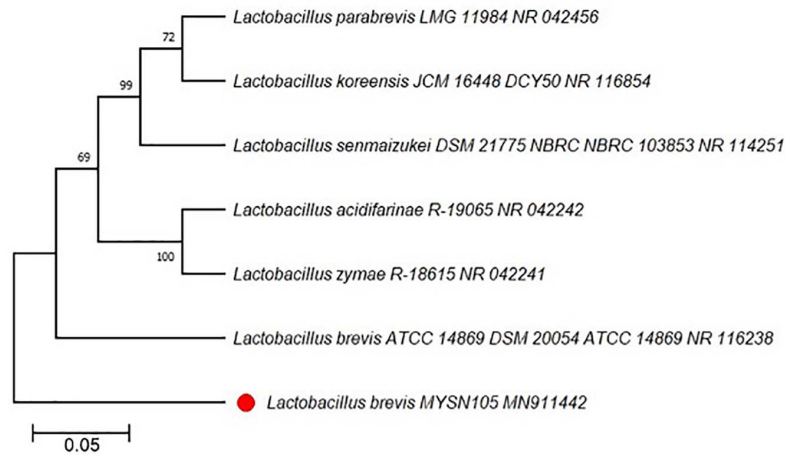 Lactobacillus parabrevis LMG 11984 NR 042456
72
Lactobacillus koreensis JCM 16448 DCY50 NR 116854
99
Lactobacillus senmaizukei DSM 21775 NBRC NBRC 103853 NR 114251
69
Lactobacillus acidifarinae R-19065 NR 042242
100
Lactobacillus zymae R-18615 NR 042241
Lactobacillus brevis ATCC 14869 DSM 20054 ATCC 14869 NR 116238
Lactobacillus brevis MYSN105 MN911442
0.05